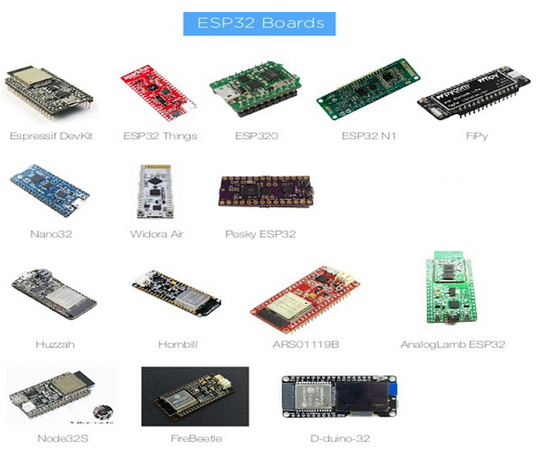 ESP32 Boards
Espressif DevKit
ESP32 Things
ESP320
ESP32 N1
FiPy
Nano32
Widora Air
Pesky ESP32
Huzzah
Hornbill
ARS01119B
AnalogLamb ESP32
Node32S
FireBeetle
D-duino-32